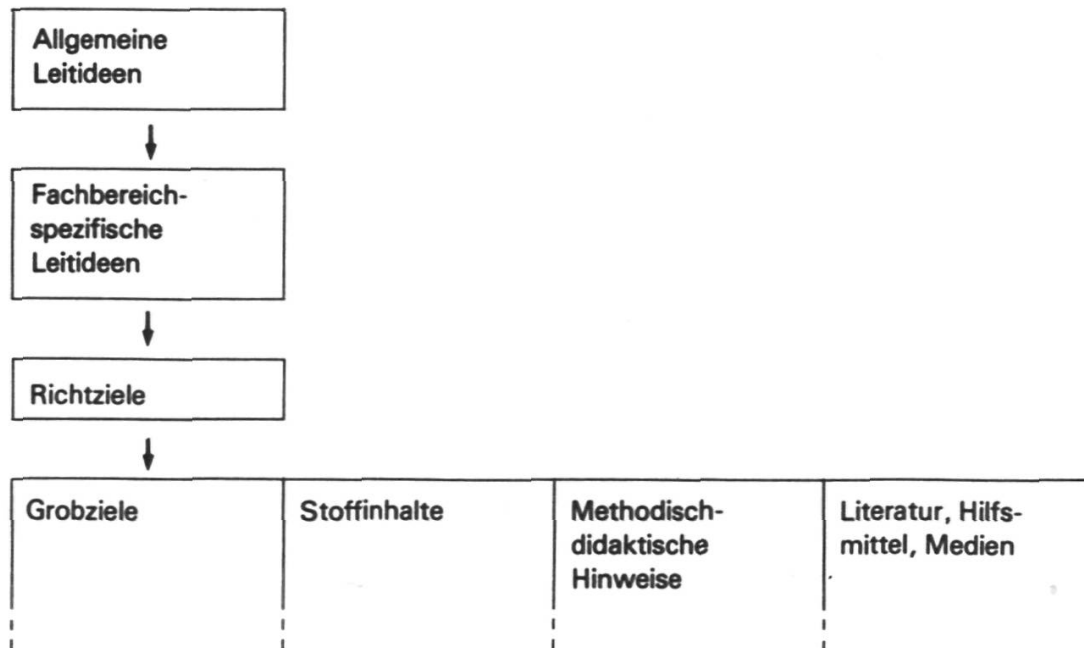 Allgemeine
Leitideen
Fachbereich-
spezifische
Leitideen
Richtziele
Grobziele
Stoffinhalte
Methodisch-
didaktische
Hinweise
Literatur, Hilfs-
mittel, Medien